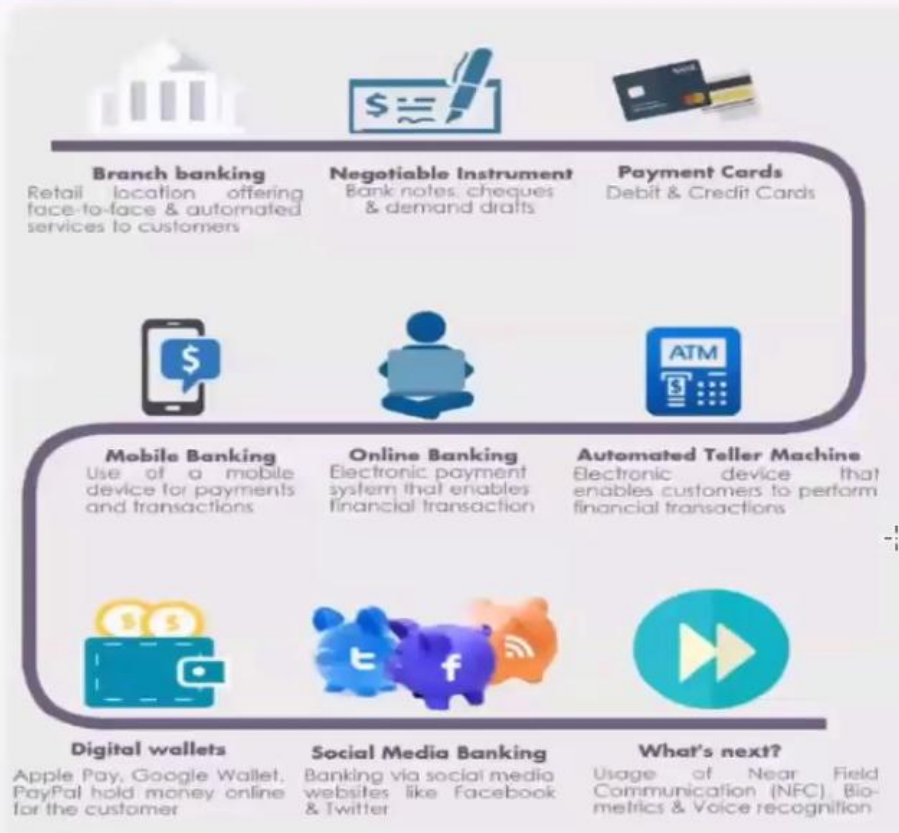 Branch banking
Retail location offering
face-to-face & automated
services to customers
Negotiable Instrument
Bank notes, cheques
& demand drafts
Payment Cards
Debit & Credit Cards
ATM
Automated Teller Machine
Electronic device that
enables customers to perform
financial transactions
Online Banking
Electronic payment
system that enables
financial transaction
$
Mobile Banking
Use of a mobile
device for payments
and transactions
Digital wallets
Apple Pay, Google Wallet,
PayPal hold money online
for the customer
Social Media Banking
Banking via social media
websites like Facebook
& Twitter
What's next?
Usage of Near Field
Communication (NFC), Bio-
metrics & Voice recognition